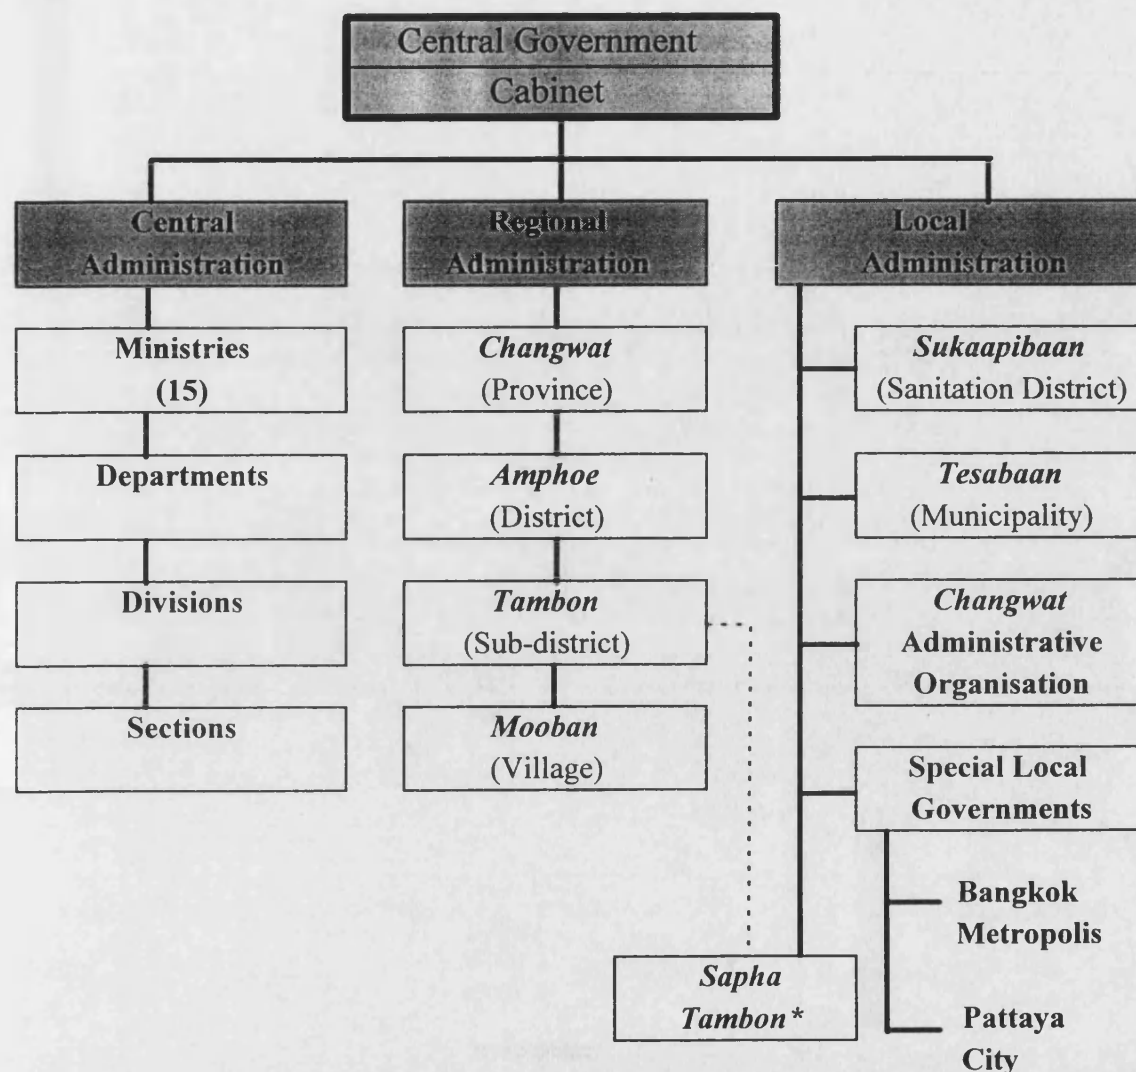 Central Government
Cabinet
Central
Administration
Regional
Administration
Local
Administration
Ministries
(15)
Departments
Divisions
Sections
Changwat
(Province)
Amphoe
(District)
Tambon
(Sub-district)
Mooban
(Village)
Sukaapibaan
(Sanitation District)
Tesabaan
(Municipality)
Changwat
Administrative
Organisation
Special Local
Governments
Bangkok
Metropolis
Pattaya
City
Sapha
Tambon*